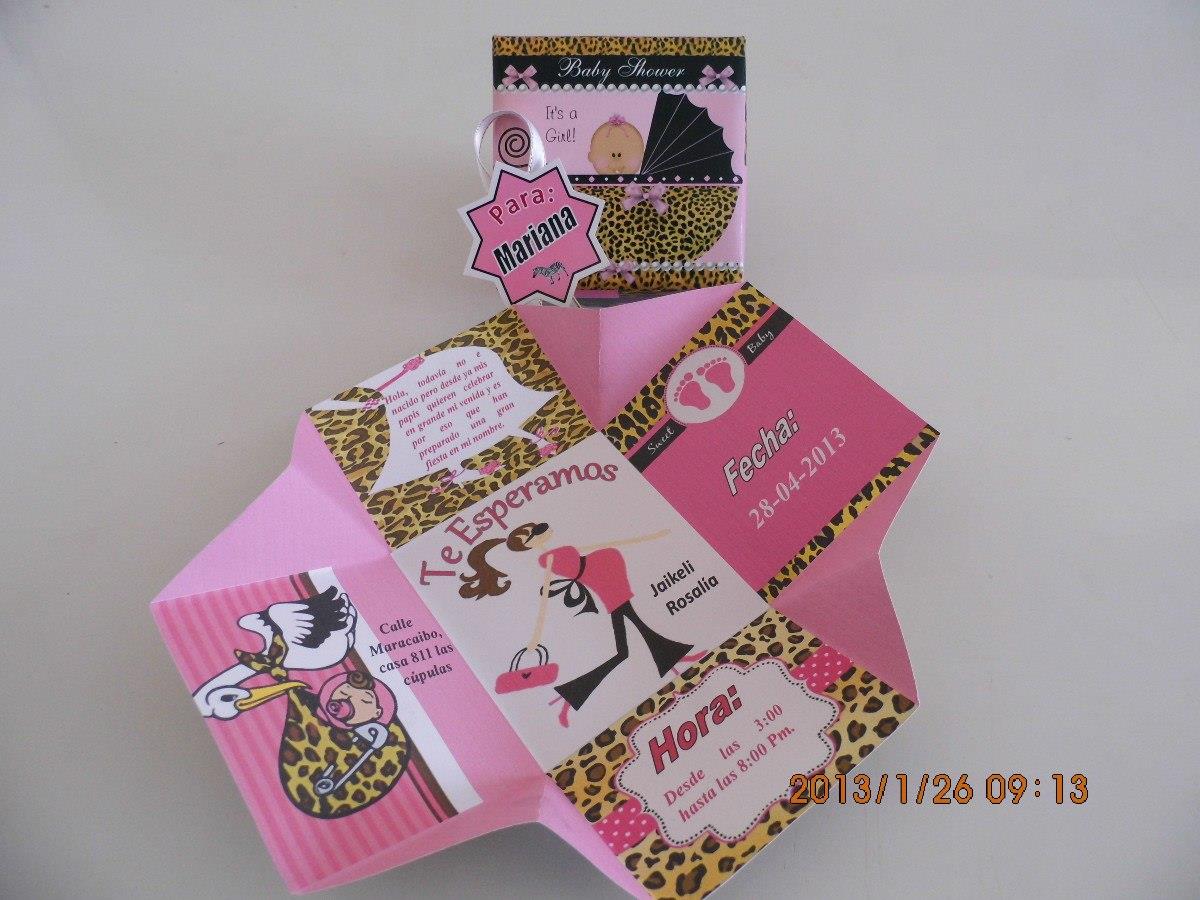 Baby Shower
It's a
Girl!
Para:
Mariana
Hola, todavía no e
nacido pero desde ya mis
papis quieren celebrar
en grande mi venida y es
por eso que han
preparado una gran
fiesta en mi nombre.
Sweet Baby
Fecha:
28-04-2013
Te Esperamos
Jaikeli
Rosalia
Calle
Maracaibo,
casa 811 las
cúpulas
Hora:
Desde las 3:00
hasta las 8:00 Pm.
2013/1/26 09:13